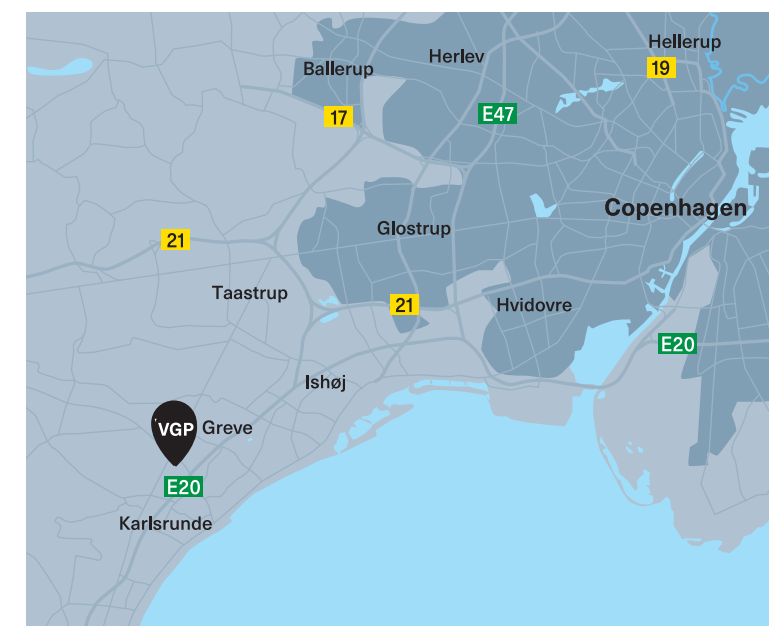 Hellerup
Herlev
Ballerup
19
E47
17
Copenhagen
Glostrup
21
Taastrup
21
Hvidovre
E20
Ishøj
VGP
Greve
E20
Karlsrunde